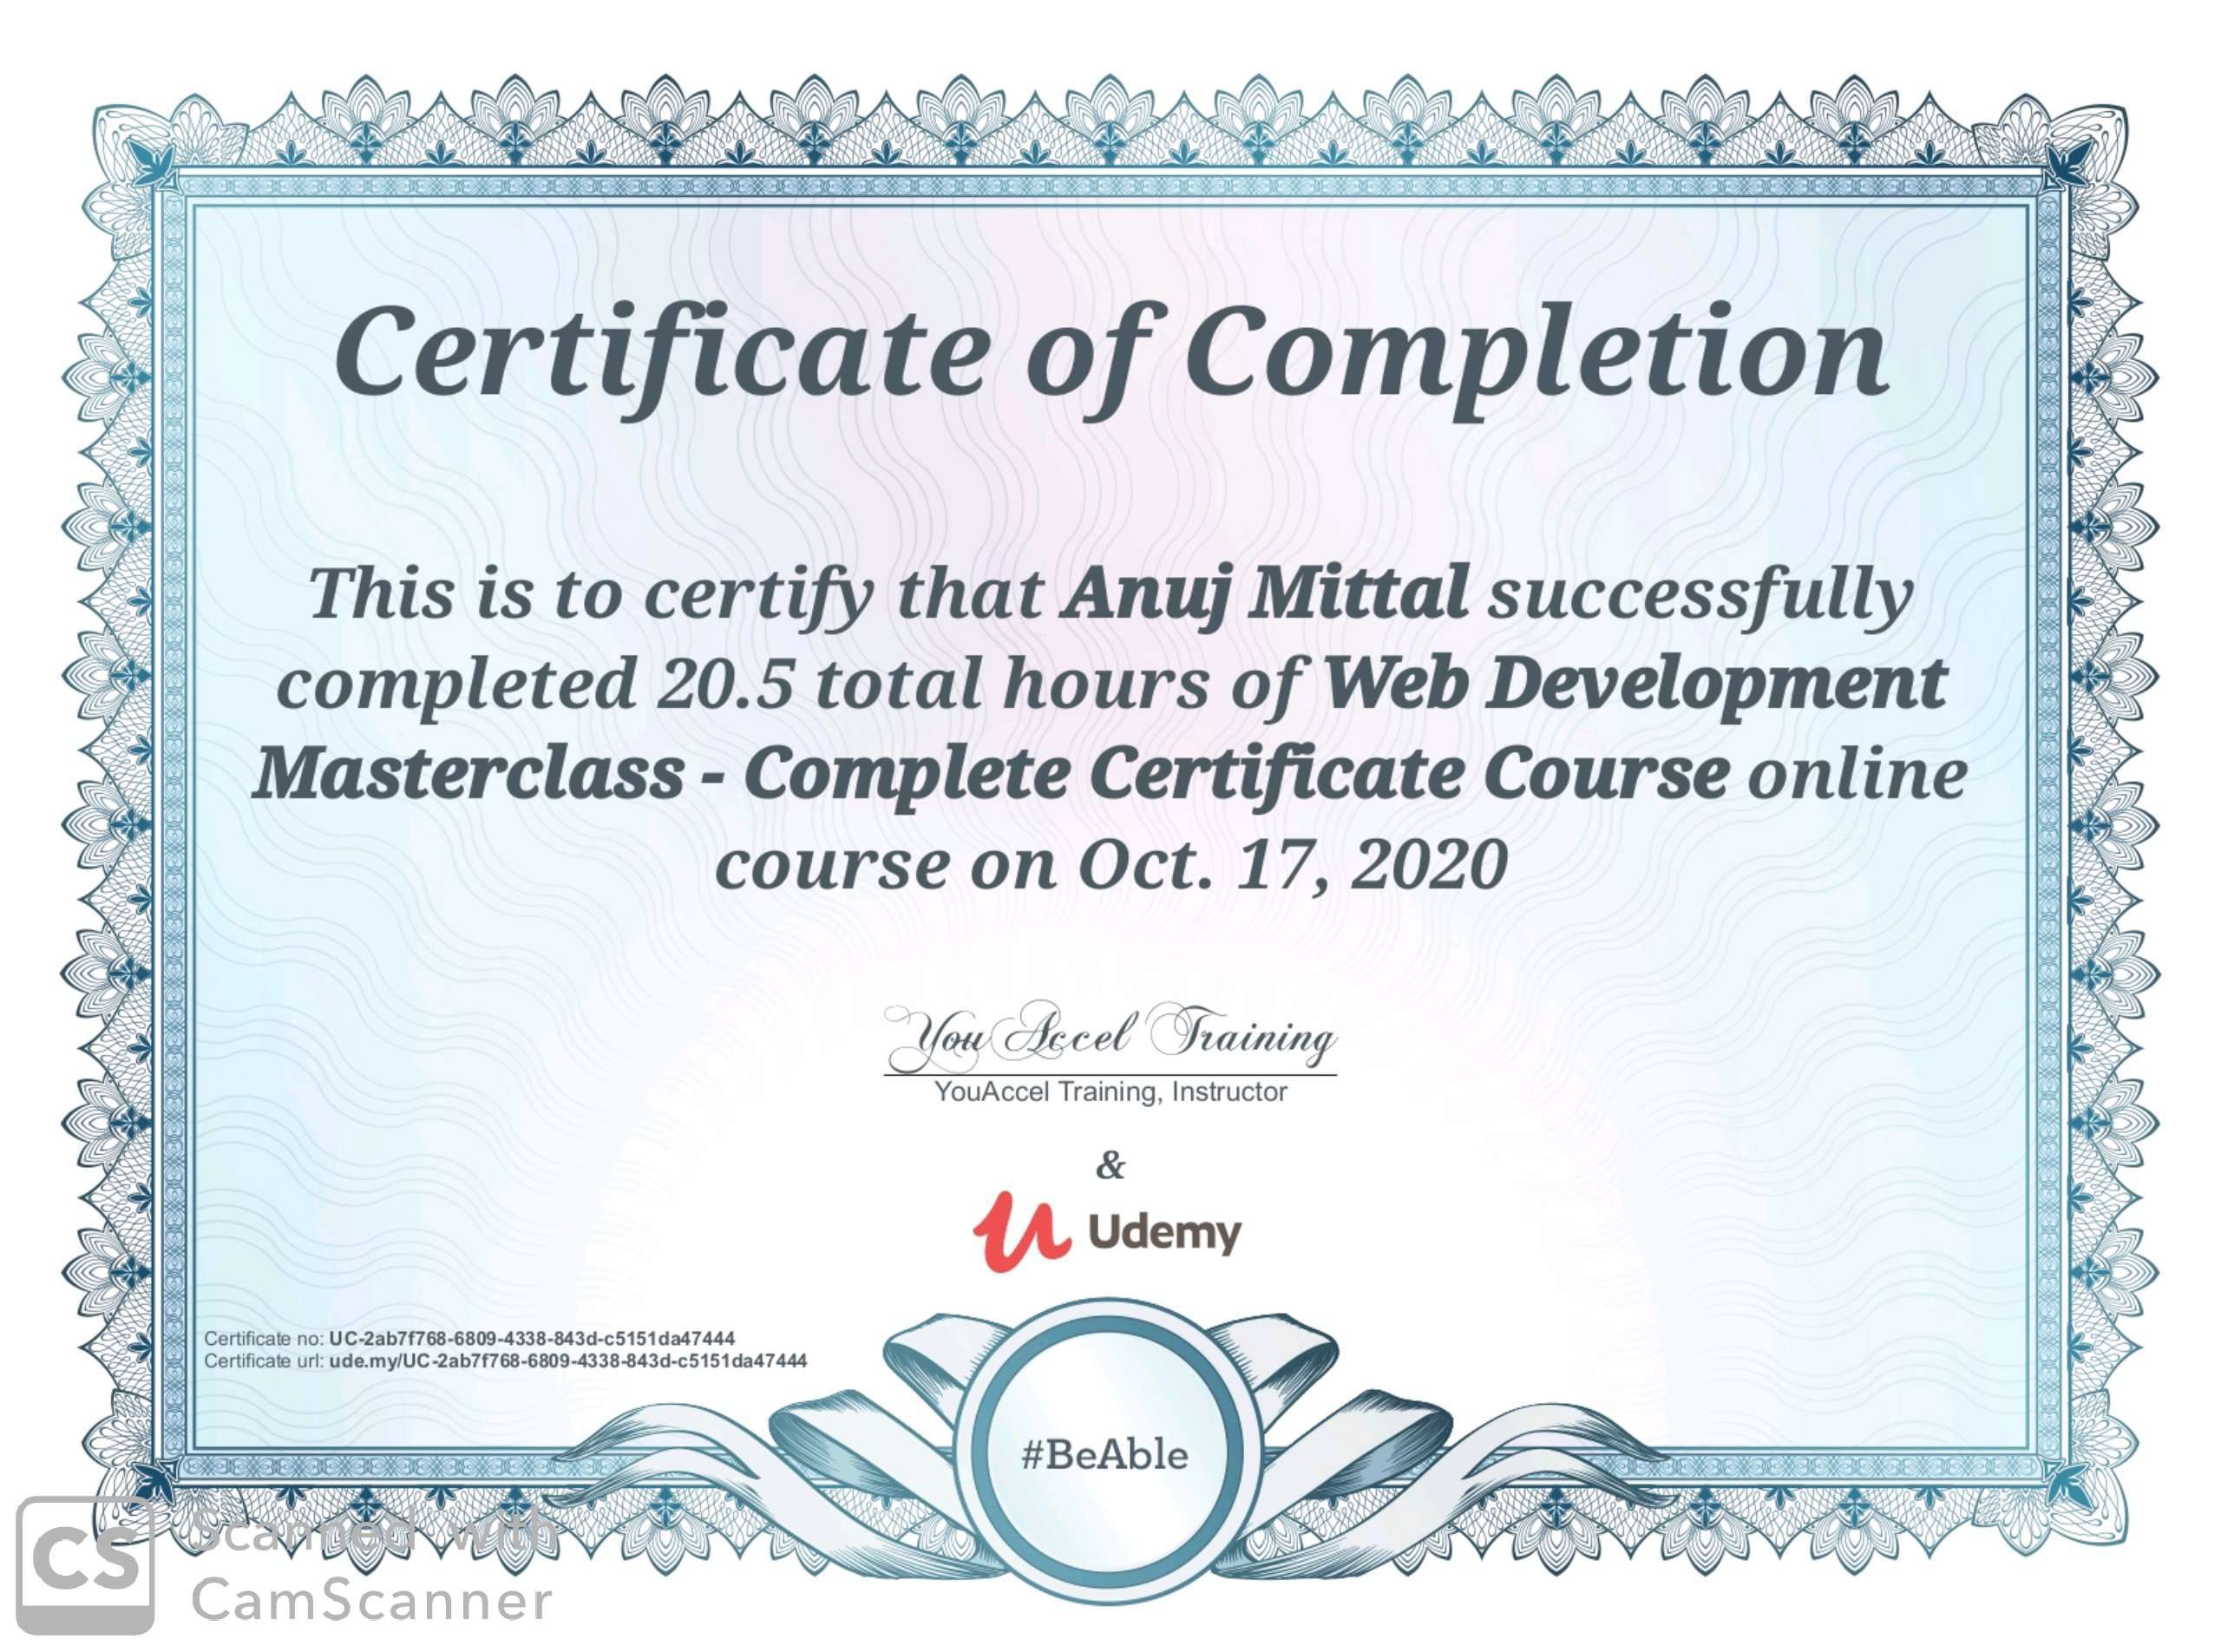 Certificate of Completion
This is to certify that Anuj Mittal successfully
completed 20.5 total hours of Web Development
Masterclass - Complete Certificate Course online
course on Oct. 17, 2020
YouAccel Training
YouAccel Training, Instructor
&
Udemy
Certificate no: UC-2ab7f768-6809-4338-843d-c5151da47444
Certificate url: ude.my/UC-2ab7f768-6809-4338-843d-c5151da47444
#BeAble
CS
Scanned with
CamScanner